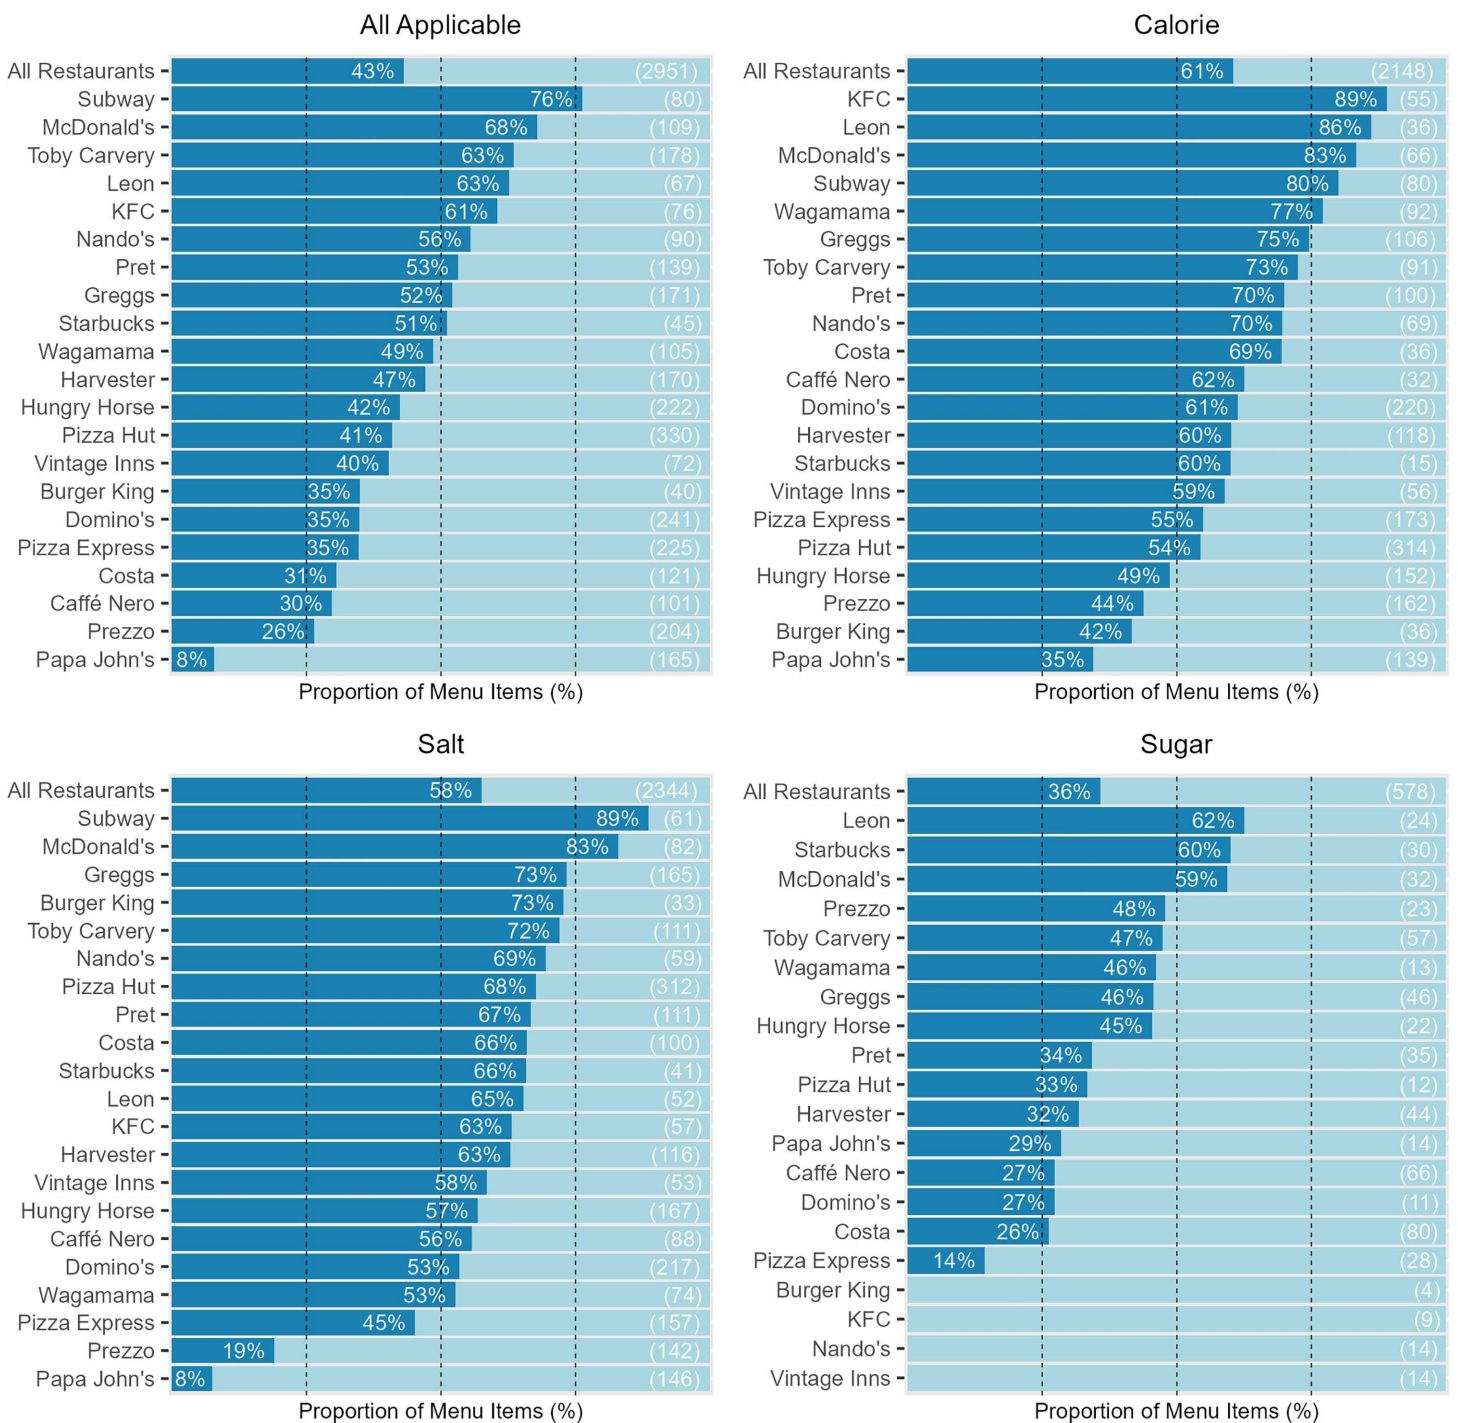 All Applicable
All Restaurants 43% (2951)
Subway 76% (80)
McDonald's 68% (109)
Toby Carvery 63% (178)
Leon 63% (67)
KFC 61% (76)
Nando's 56% (90)
Pret 53% (139)
Greggs 52% (171)
Starbucks 51% (45)
Wagamama 49% (105)
Harvester 47% (170)
Hungry Horse 42% (222)
Pizza Hut 41% (330)
Vintage Inns 40% (72)
Burger King 35% (40)
Domino's 35% (241)
Pizza Express 35% (225)
Costa 31% (121)
Caffé Nero 30% (101)
Prezzo 26% (204)
Papa John's 8% (165)
Proportion of Menu Items (%)
Calorie
All Restaurants 61% (2148)
KFC 89% (55)
Leon 86% (36)
McDonald's 83% (66)
Subway 80% (80)
Wagamama 77% (92)
Greggs 75% (106)
Toby Carvery 73% (91)
Pret 70% (100)
Nando's 70% (69)
Costa 69% (36)
Caffé Nero 62% (32)
Domino's 61% (220)
Harvester 60% (118)
Starbucks 60% (15)
Vintage Inns 59% (56)
Pizza Express 55% (173)
Pizza Hut 54% (314)
Hungry Horse 49% (152)
Prezzo 44% (162)
Burger King 42% (36)
Papa John's 35% (139)
Proportion of Menu Items (%)
Salt
All Restaurants 58% (2344)
Subway 89% (61)
McDonald's 83% (82)
Greggs 73% (165)
Burger King 73% (33)
Toby Carvery 72% (111)
Nando's 69% (59)
Pizza Hut 68% (312)
Pret 67% (111)
Costa 66% (100)
Starbucks 66% (41)
Leon 65% (52)
KFC 63% (57)
Harvester 63% (116)
Vintage Inns 58% (53)
Hungry Horse 57% (167)
Caffé Nero 56% (88)
Domino's 53% (217)
Wagamama 53% (74)
Pizza Express 45% (157)
Prezzo 19% (142)
Papa John's 8% (146)
Proportion of Menu Items (%)
Sugar
All Restaurants 36% (578)
Leon 62% (24)
Starbucks 60% (30)
McDonald's 59% (32)
Prezzo 48% (23)
Toby Carvery 47% (57)
Wagamama 46% (13)
Greggs 46% (46)
Hungry Horse 45% (22)
Pret 34% (35)
Pizza Hut 33% (12)
Harvester 32% (44)
Papa John's 29% (14)
Caffé Nero 27% (66)
Domino's 27% (11)
Costa 26% (80)
Pizza Express 14% (28)
Burger King (4)
KFC (9)
Nando's (14)
Vintage Inns (14)
Proportion of Menu Items (%)